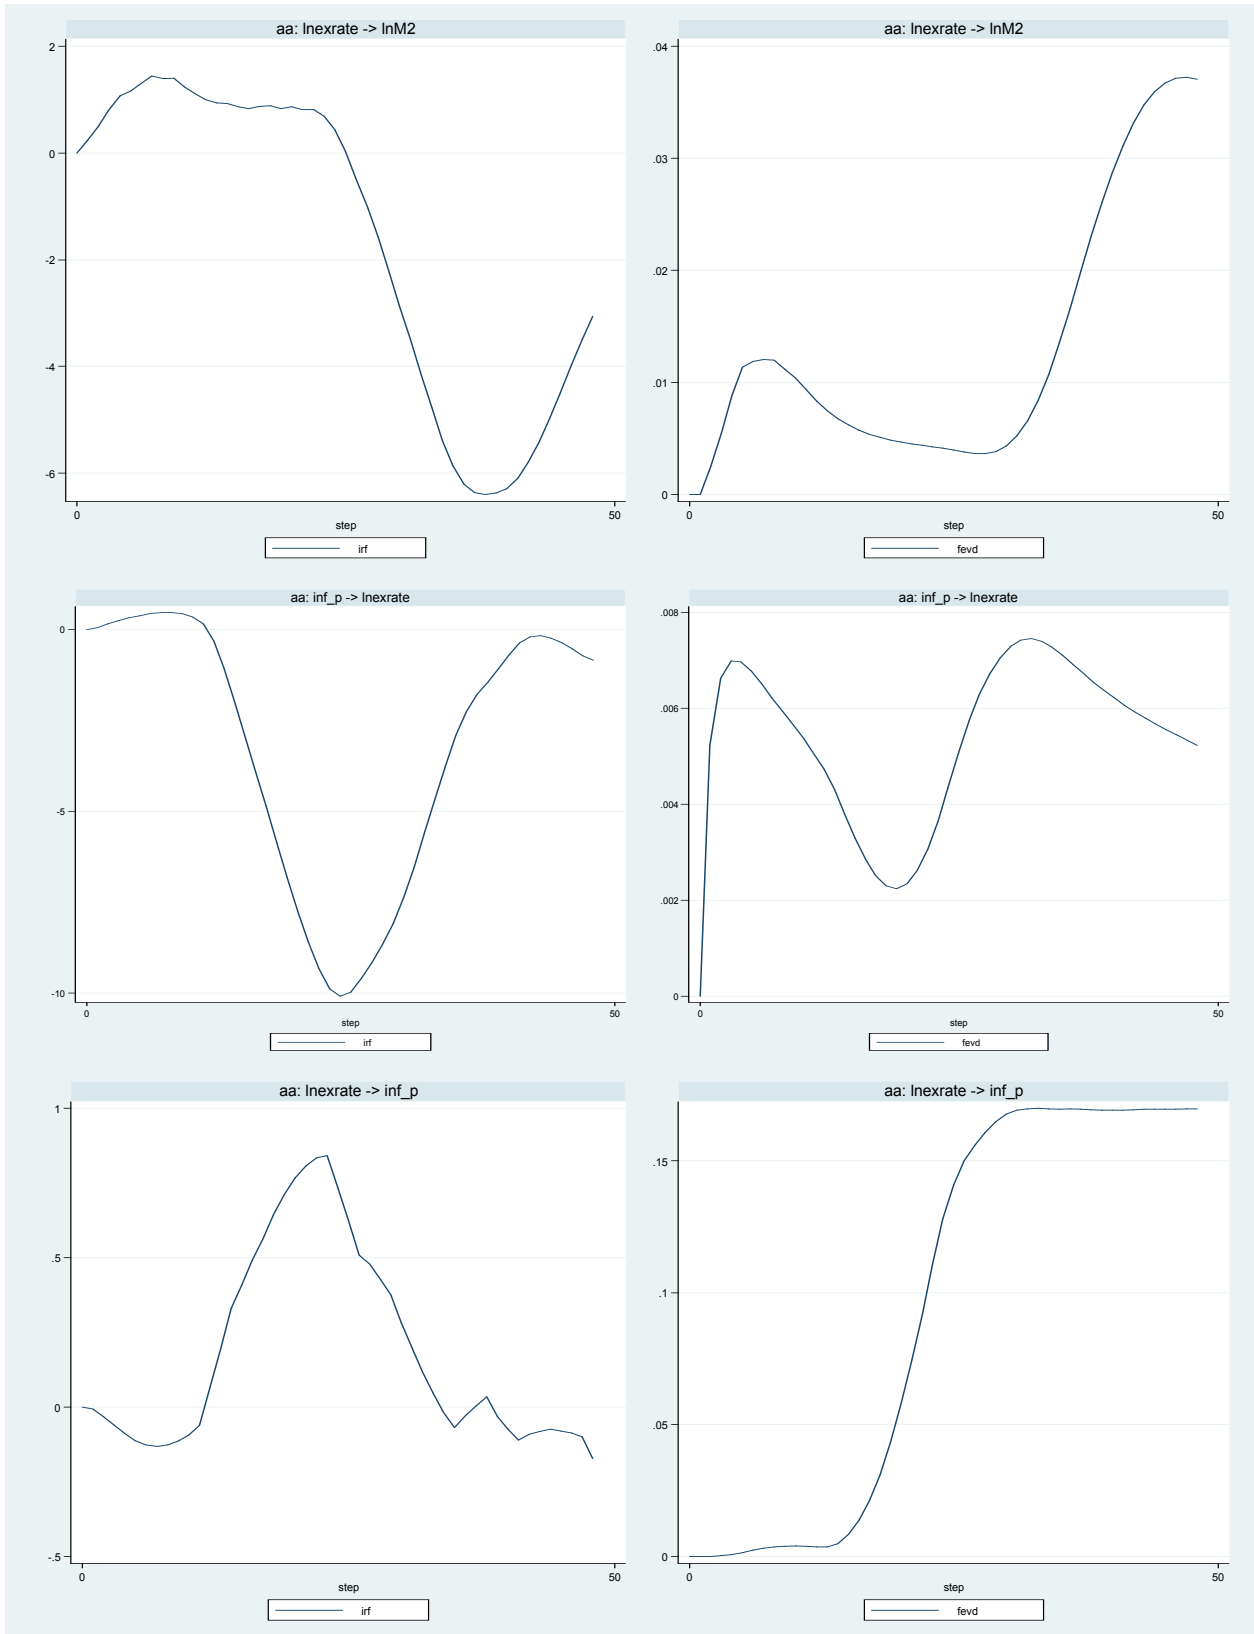 aa: lnexrate -> lnM2
2
0
-2
-4
-6
0
50
step
irf
aa: lnexrate -> lnM2
.04
.03
.02
.01
0
0
50
step
fevd
aa: inf_p -> lnexrate
0
-5
-10
0
50
step
irf
aa: inf_p -> lnexrate
.008
.006
.004
.002
0
0
50
step
fevd
aa: lnexrate -> inf_p
1
.5
0
-.5
0
50
step
irf
aa: lnexrate -> inf_p
.15
.1
.05
0
0
50
step
fevd